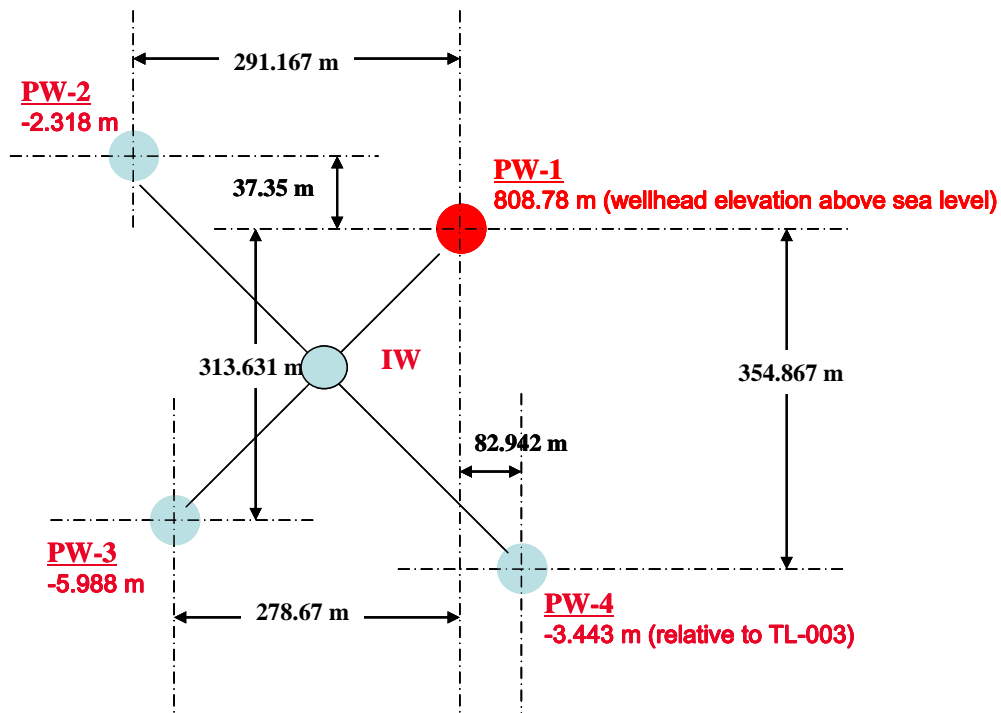 291.167 m
PW-2
-2.318 m
37.35 m
PW-1
808.78 m (wellhead elevation above sea level)
IW
313.631 m
354.867 m
82.942 m
PW-3
-5.988 m
278.67 m
PW-4
-3.443 m (relative to TL-003)